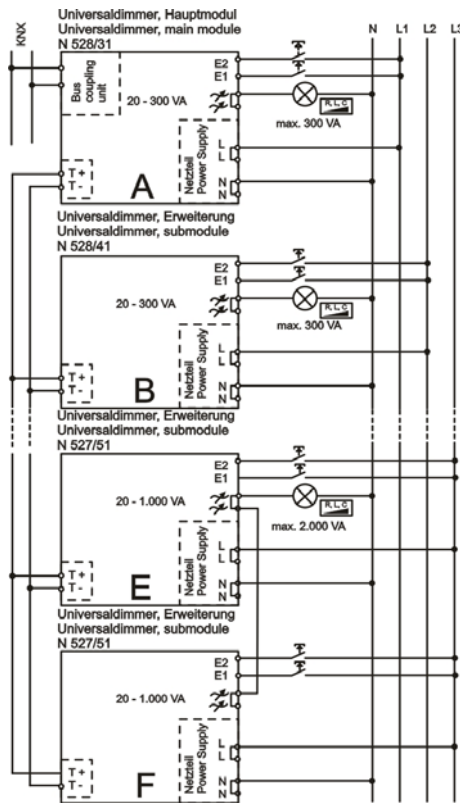 Universaldimmer, Hauptmodul
Universaldimmer, main module
N 528/31
KNX
N L1 L2 L3
Bus
coupling
unit
20 - 300 VA
E2
E1
R, L, C
max. 300 VA
Netzteil
Power Supply
L
L
N
N
T+
T-
A
Universaldimmer, Erweiterung
Universaldimmer, submodule
N 528/41
E2
E1
20 - 300 VA
R, L, C
max. 300 VA
Netzteil
Power Supply
L
L
N
N
T+
T-
B
Universaldimmer, Erweiterung
Universaldimmer, submodule
N 527/51
E2
E1
20 - 1.000 VA
R, L, C
max. 2.000 VA
Netzteil
Power Supply
L
L
N
N
T+
T-
E
Universaldimmer, Erweiterung
Universaldimmer, submodule
N 527/51
E2
E1
20 - 1.000 VA
Netzteil
Power Supply
L
L
N
N
T+
T-
F